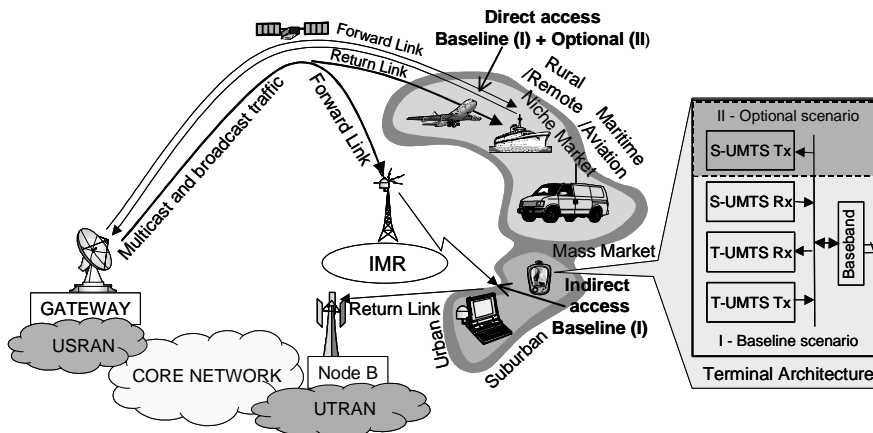 Direct access
Baseline (I) + Optional (II)
Forward Link
Return Link
Forward Link
Multicast and broadcast traffic
Rural
/Remote
Niche Market
Maritime
/Aviation
Mass Market
IMR
Indirect
access
Baseline (I)
Return Link
Urban
Suburban
GATEWAY
USRAN
CORE NETWORK
Node B
UTRAN
II - Optional scenario
S-UMTS Tx
S-UMTS Rx
T-UMTS Rx
T-UMTS Tx
Baseband
I - Baseline scenario
Terminal Architecture